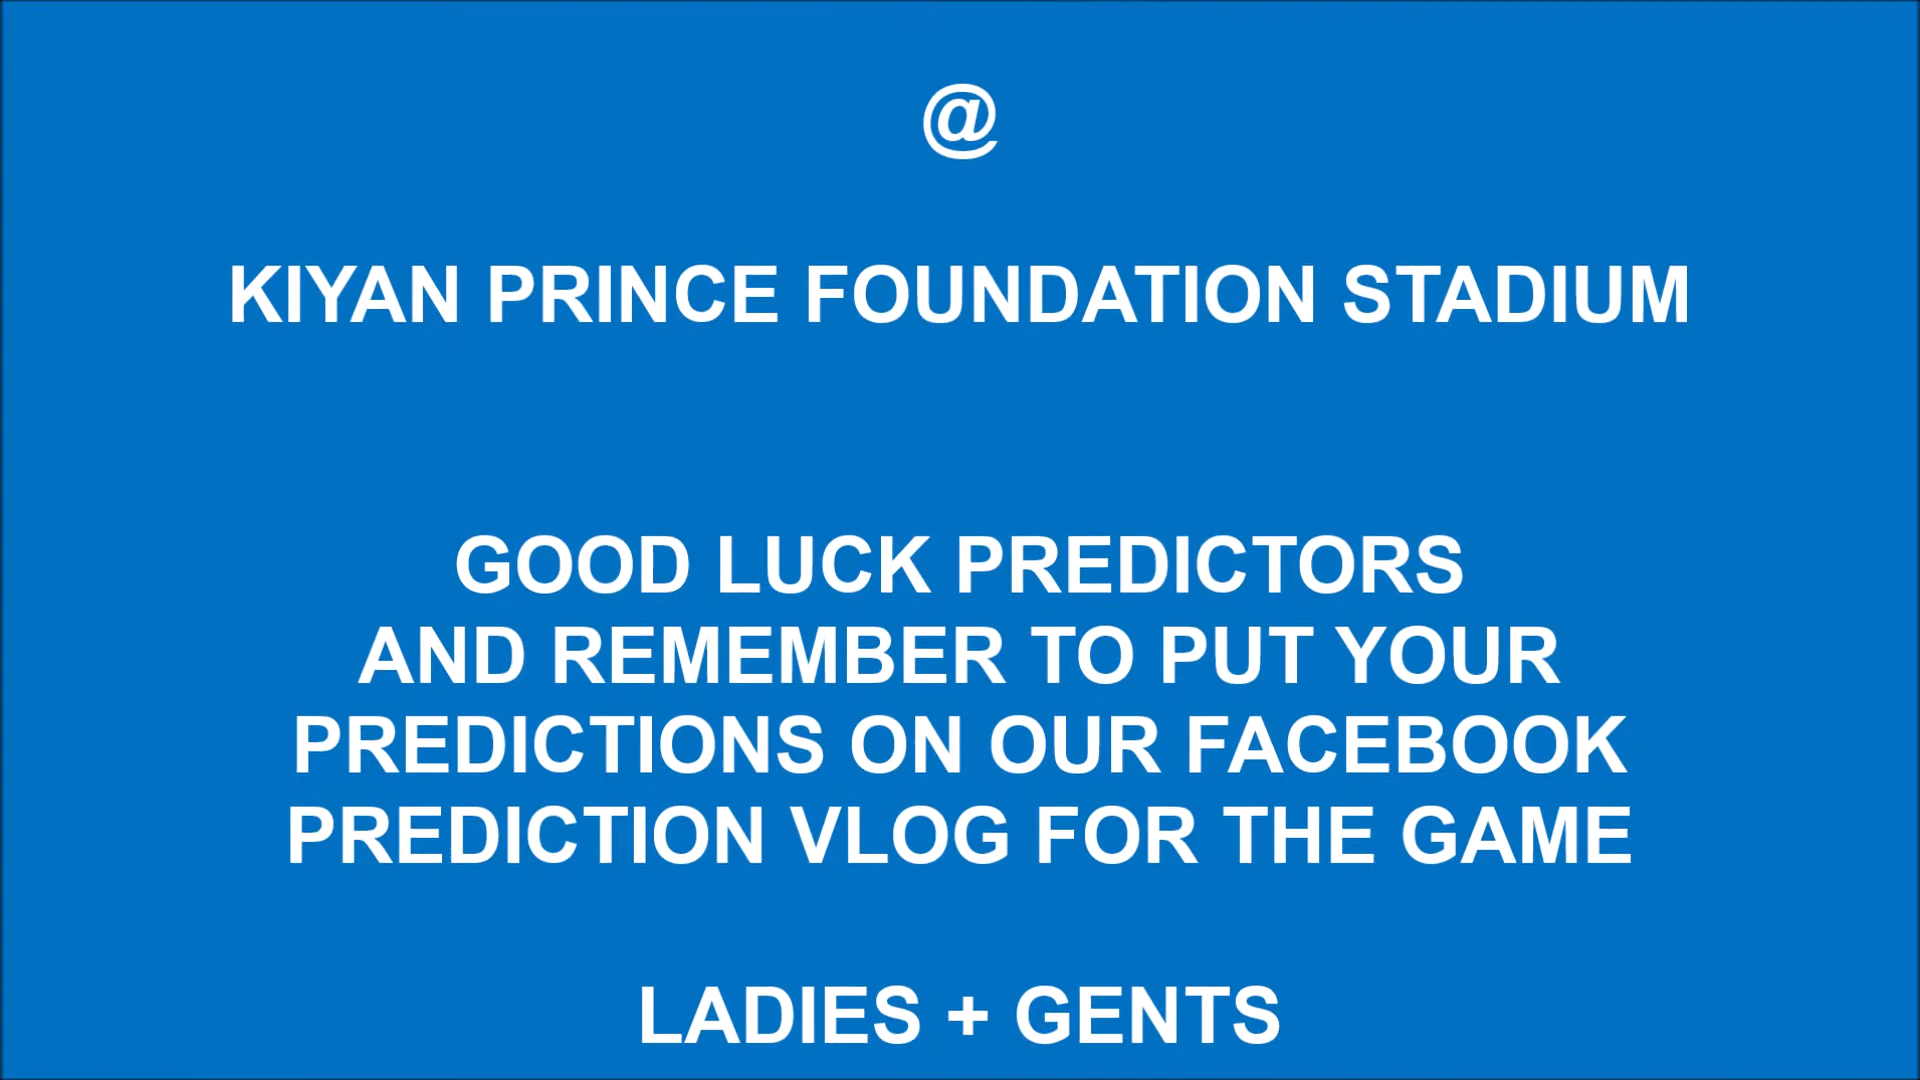 @
KIYAN PRINCE FOUNDATION STADIUM
GOOD LUCK PREDICTORS
AND REMEMBER TO PUT YOUR
PREDICTIONS ON OUR FACEBOOK
PREDICTION VLOG FOR THE GAME
LADIES + GENTS